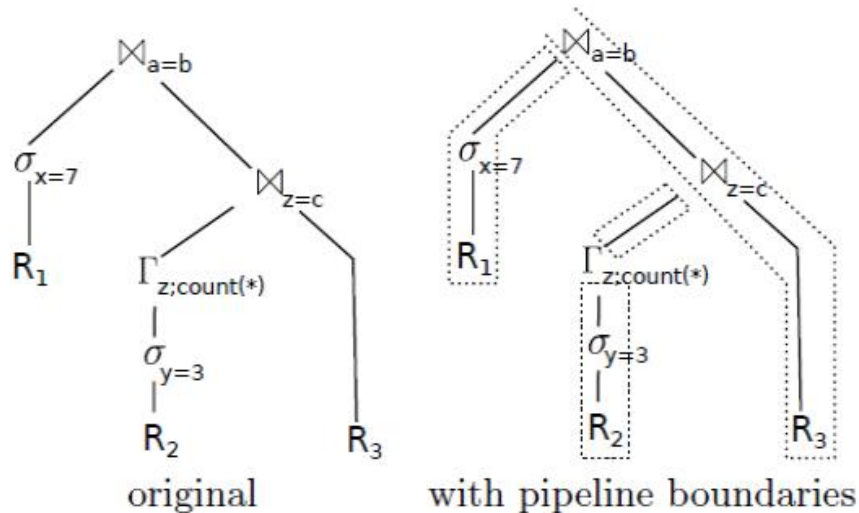 ⋈a=b
σx=7
⋈z=c
R1
Γz;count(*)
σy=3
R2
R3
original
⋈a=b
σx=7
⋈z=c
R1
Γz;count(*)
σy=3
R2
R3
with pipeline boundaries